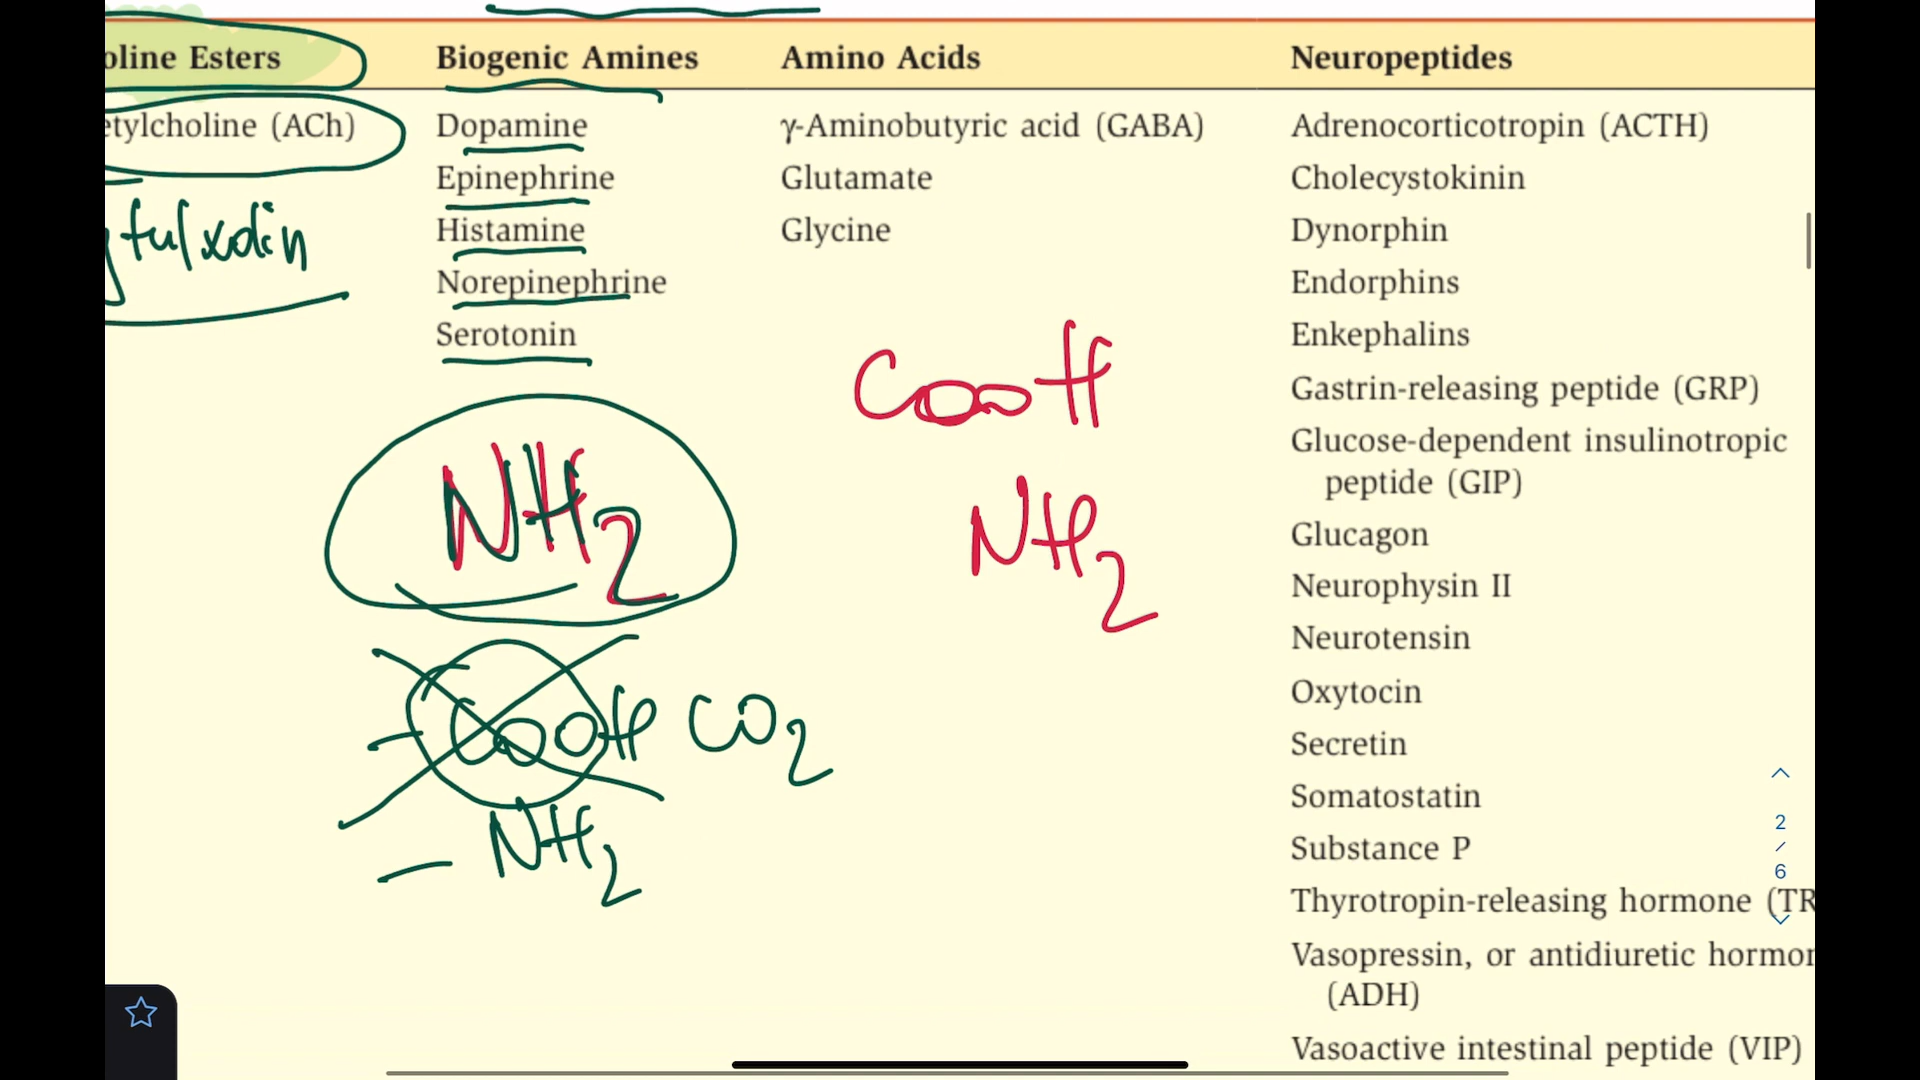 oline Esters Biogenic Amines Amino Acids Neuropeptides
etylcholine (ACh) Dopamine γ-Aminobutyric acid (GABA) Adrenocorticotropin (ACTH)
Epinephrine Glutamate Cholecystokinin
Histamine Glycine Dynorphin
Norepinephrine Endorphins
Serotonin Enkephalins
COOH
Gastrin-releasing peptide (GRP)
Glucose-dependent insulinotropic
peptide (GIP)
NH2 NH2
Glucagon
Neurophysin II
Neurotensin
Oxytocin
COOH CO2
Secretin
Somatostatin
2
/
6
NH2
Substance P
Thyrotropin-releasing hormone (TR
Vasopressin, or antidiuretic hormor
(ADH)
Vasoactive intestinal peptide (VIP)